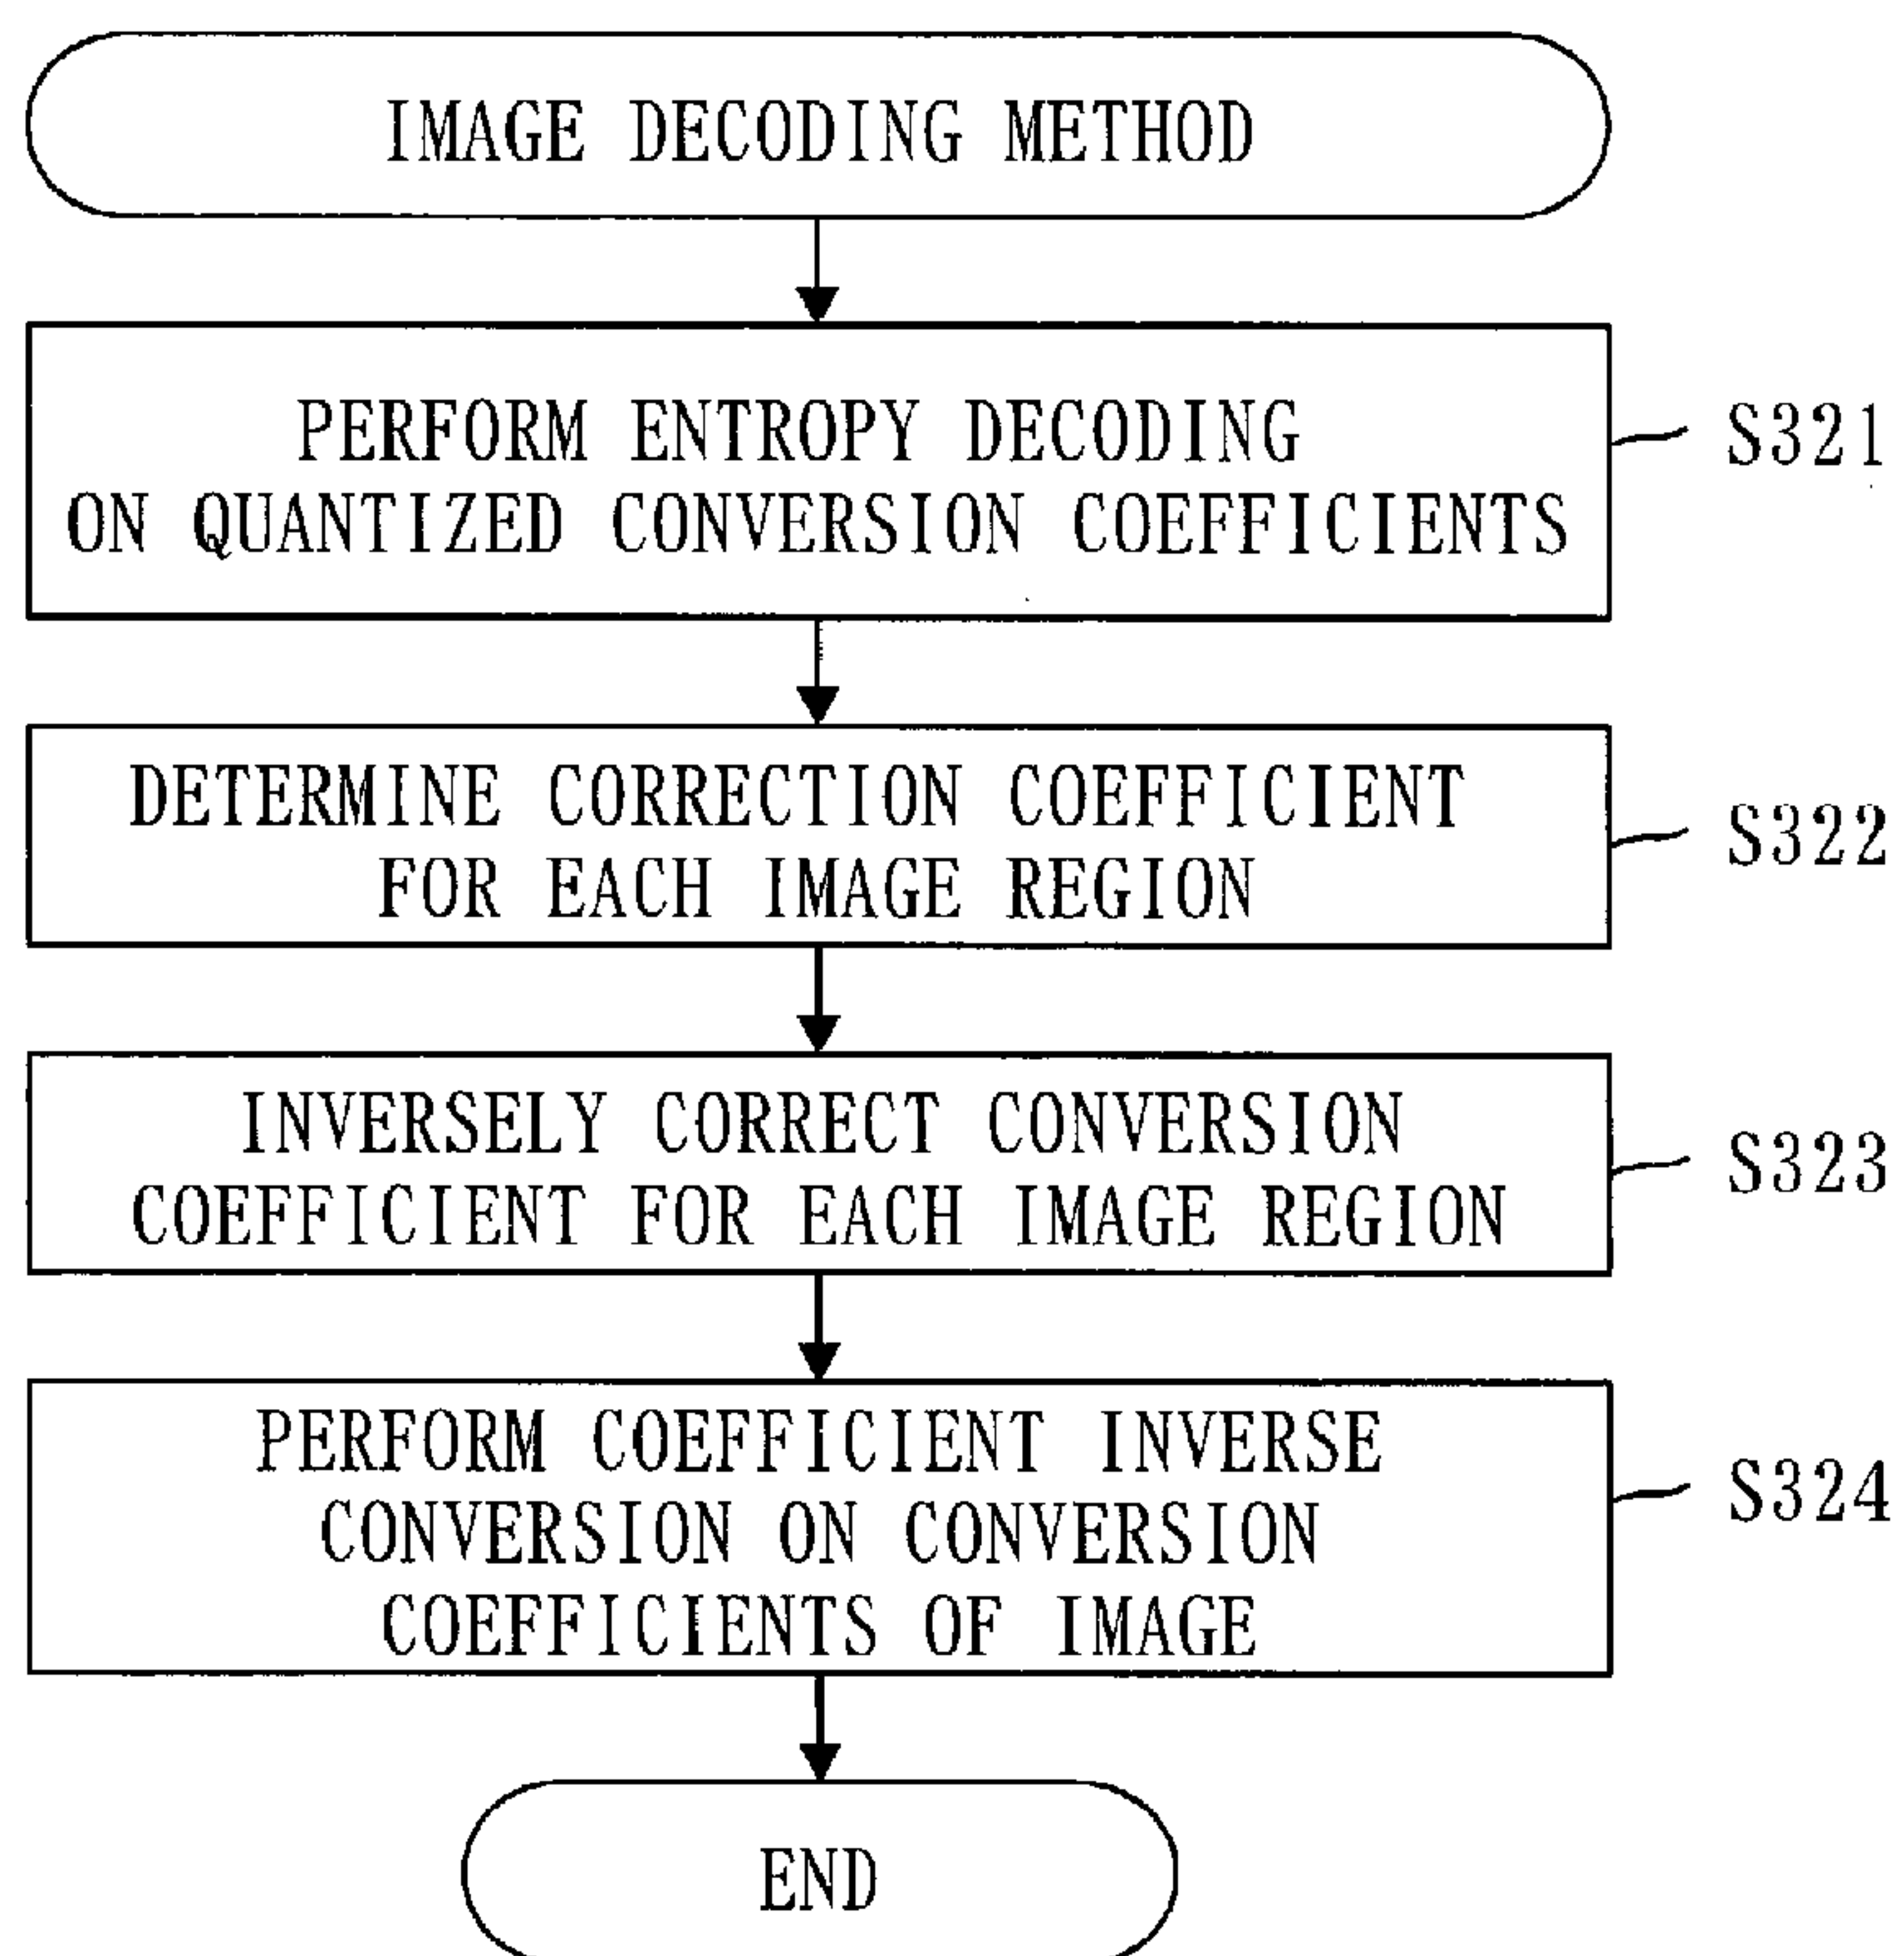 IMAGE DECODING METHOD
PERFORM ENTROPY DECODING
ON QUANTIZED CONVERSION COEFFICIENTS
S321
DETERMINE CORRECTION COEFFICIENT
FOR EACH IMAGE REGION
S322
INVERSELY CORRECT CONVERSION
COEFFICIENT FOR EACH IMAGE REGION
S323
PERFORM COEFFICIENT INVERSE
CONVERSION ON CONVERSION
COEFFICIENTS OF IMAGE
S324
END